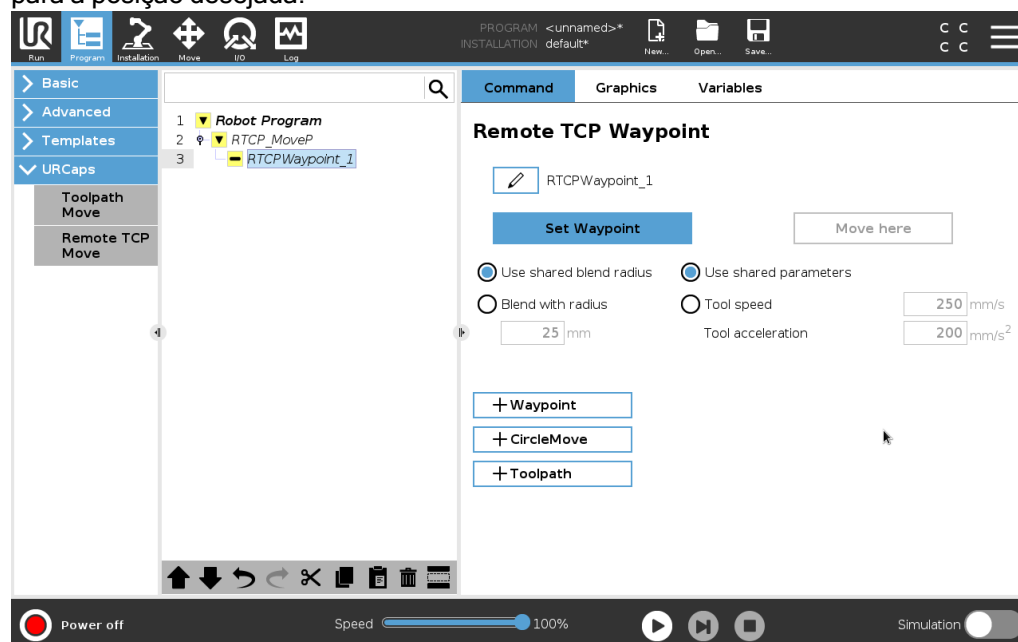 para a posição desejada.
PROGRAM <unnamed>*
INSTALLATION default*
Run Program Installation Move I/O Log New... Open... Save...
C C
C C
Basic
Advanced
Templates
URCaps
Toolpath
Move
Remote TCP
Move
1 Robot Program
2 RTCP_MoveP
3 RTCPWaypoint_1
Command Graphics Variables
Remote TCP Waypoint
RTCPWaypoint_1
Set Waypoint Move here
Use shared blend radius Use shared parameters
Blend with radius Tool speed 250 mm/s
25 mm Tool acceleration 200 mm/s²
+ Waypoint
+ CircleMove
+ Toolpath
Power off Speed 100% Simulation